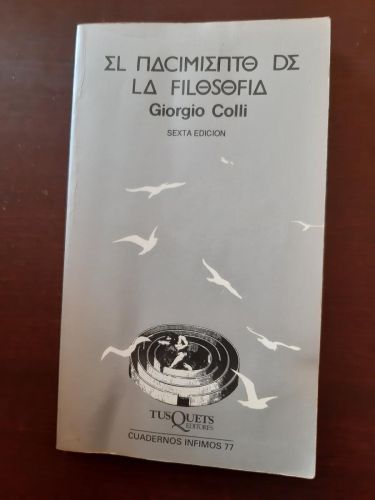 EL NACIMIENTO DE
LA FILOSOFIA
Giorgio Colli
SEXTA EDICION
TUSQUETS
EDITORES
CUADERNOS INFIMOS 77